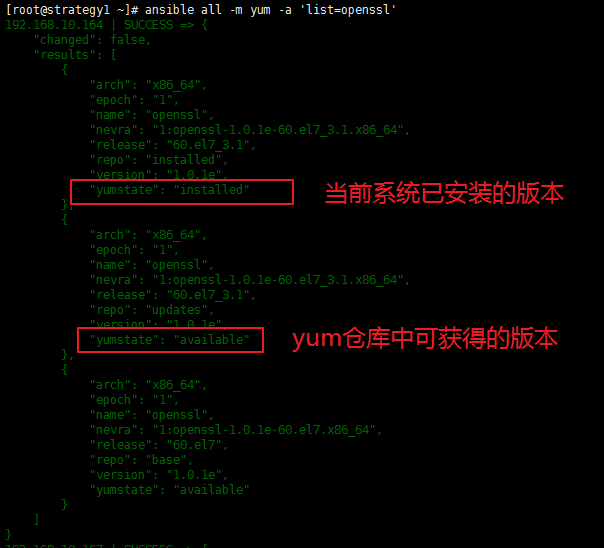 [root@strategy1 ~]# ansible all -m yum -a 'list=openssl'
192.168.10.164 | SUCCESS => {
    "changed": false,
    "results": [
        {
            "arch": "x86_64",
            "epoch": "1",
            "name": "openssl",
            "nevra": "1:openssl-1.0.1e-60.el7_3.1.x86_64",
            "release": "60.el7_3.1",
            "repo": "installed",
            "version": "1.0.1e",
            "yumstate": "installed" 当前系统已安装的版本
        },
        {
            "arch": "x86_64",
            "epoch": "1",
            "name": "openssl",
            "nevra": "1:openssl-1.0.1e-60.el7_3.1.x86_64",
            "release": "60.el7_3.1",
            "repo": "updates",
            "version": "1.0.1e",
            "yumstate": "available" yum仓库中可获得的版本
        },
        {
            "arch": "x86_64",
            "epoch": "1",
            "name": "openssl",
            "nevra": "1:openssl-1.0.1e-60.el7.x86_64",
            "release": "60.el7",
            "repo": "base",
            "version": "1.0.1e",
            "yumstate": "available"
        }
    ]
}
192.168.10.167 | SUCCESS => {